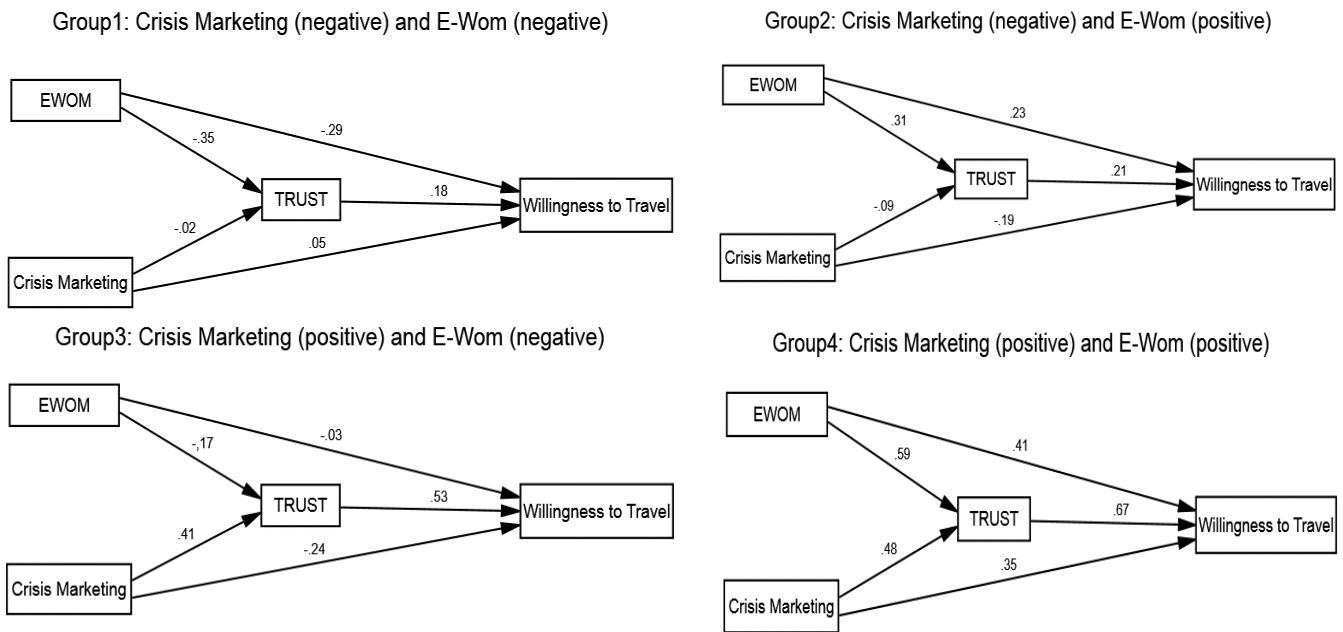 Group1: Crisis Marketing (negative) and E-Wom (negative)
EWOM
-.29
-.35
TRUST
.18
Willingness to Travel
-.02
.05
Crisis Marketing
Group2: Crisis Marketing (negative) and E-Wom (positive)
EWOM
.23
.31
TRUST
.21
Willingness to Travel
-.09
-.19
Crisis Marketing
Group3: Crisis Marketing (positive) and E-Wom (negative)
EWOM
-.03
-,17
TRUST
.53
Willingness to Travel
.41
-.24
Crisis Marketing
Group4: Crisis Marketing (positive) and E-Wom (positive)
EWOM
.41
.59
TRUST
.67
Willingness to Travel
.48
.35
Crisis Marketing